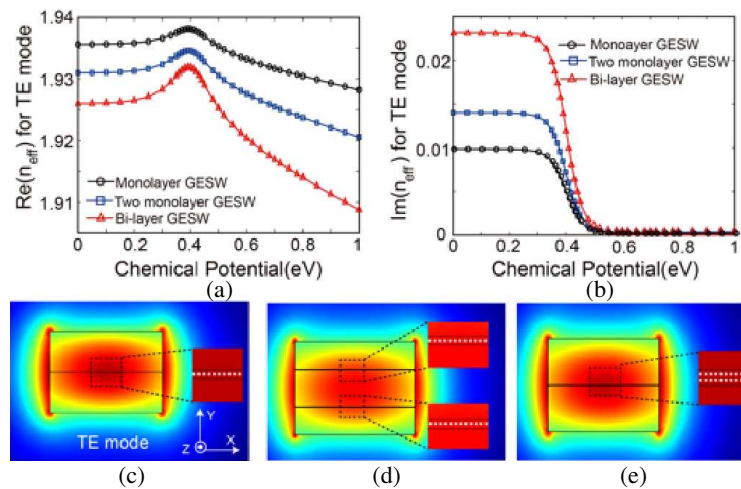 1.94
1.93
1.92
1.91
Re(n_eff) for TE mode
Monolayer GESW
Two monolayer GESW
Bi-layer GESW
0 0.2 0.4 0.6 0.8 1
Chemical Potential(eV)
(a)
0.02
0.01
0
Im(n_eff) for TE mode
Monoayer GESW
Two monolayer GESW
Bi-layer GESW
0 0.2 0.4 0.6 0.8 1
Chemical Potential(eV)
(b)
TE mode
Y
Z
X
(c)
(d)
(e)